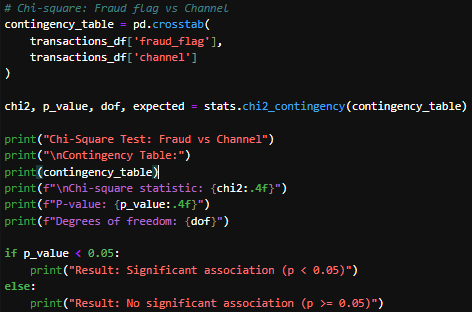 # Chi-square: Fraud flag vs Channel
contingency_table = pd.crosstab(
    transactions_df['fraud_flag'],
    transactions_df['channel']
)

chi2, p_value, dof, expected = stats.chi2_contingency(contingency_table)

print("Chi-Square Test: Fraud vs Channel")
print("\nContingency Table:")
print(contingency_table)
print(f"\nChi-square statistic: {chi2:.4f}")
print(f"P-value: {p_value:.4f}")
print(f"Degrees of freedom: {dof}")

if p_value < 0.05:
    print("Result: Significant association (p < 0.05)")
else:
    print("Result: No significant association (p >= 0.05)")